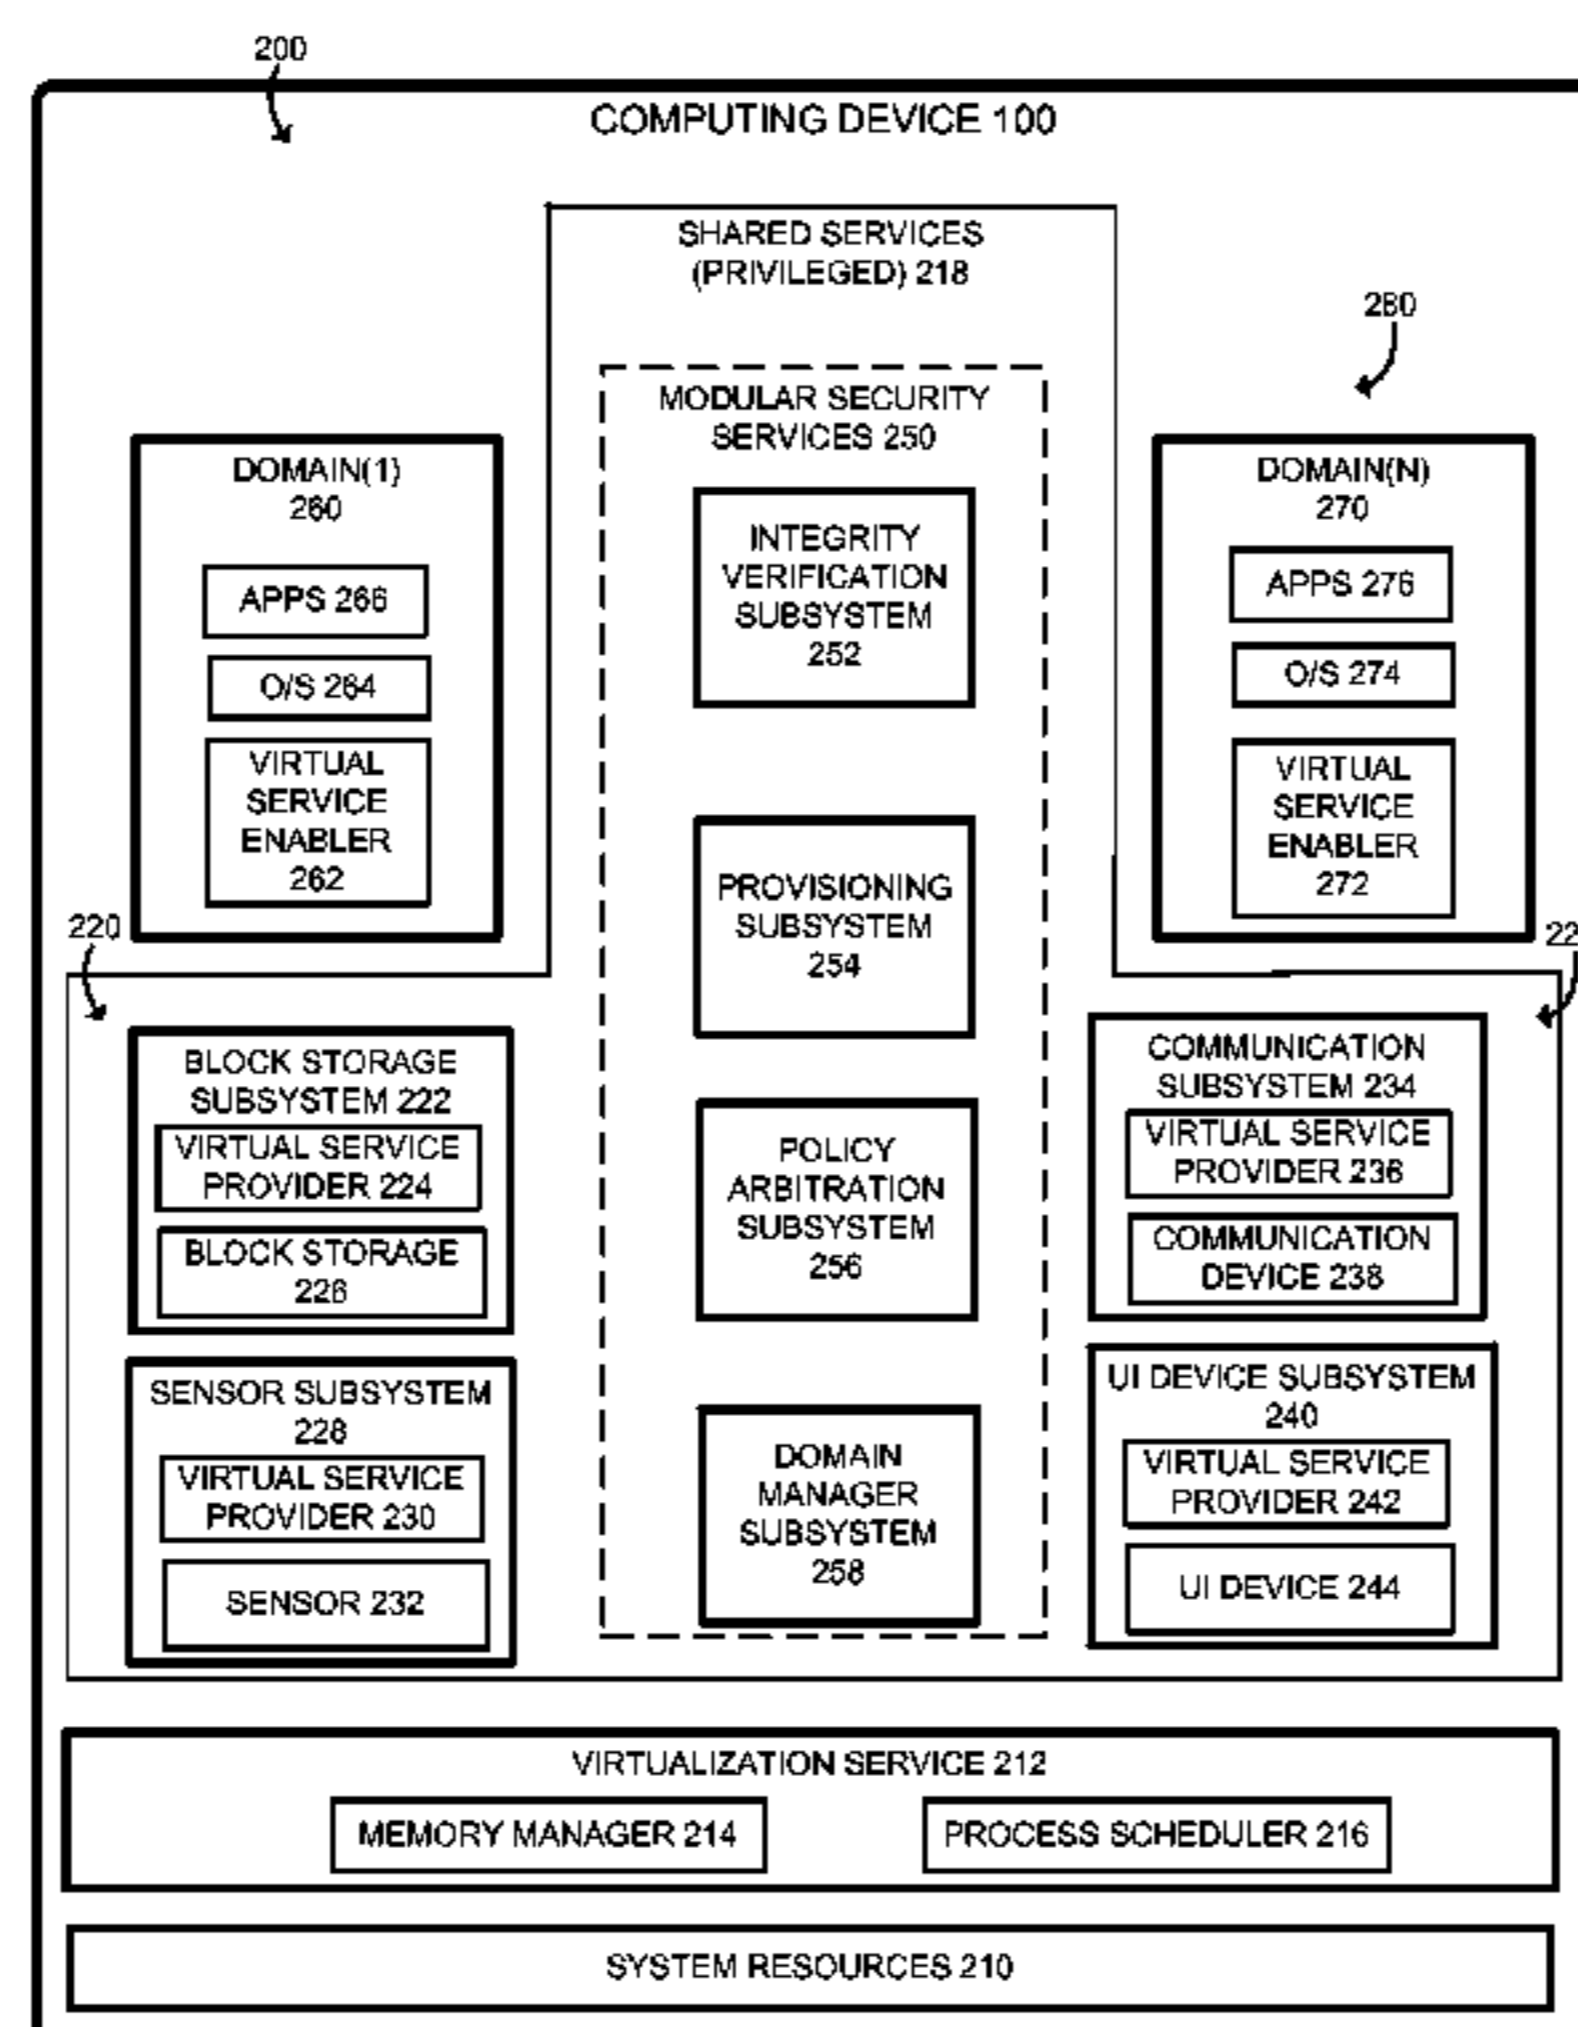 200
COMPUTING DEVICE 100
SHARED SERVICES
(PRIVILEGED) 218
280
MODULAR SECURITY
SERVICES 250
DOMAIN(1)
260
APPS 266
O/S 264
VIRTUAL
SERVICE
ENABLER
262
INTEGRITY
VERIFICATION
SUBSYSTEM
252
DOMAIN(N)
270
APPS 276
O/S 274
VIRTUAL
SERVICE
ENABLER
272
PROVISIONING
SUBSYSTEM
254
220
22
BLOCK STORAGE
SUBSYSTEM 222
VIRTUAL SERVICE
PROVIDER 224
BLOCK STORAGE
226
POLICY
ARBITRATION
SUBSYSTEM
256
COMMUNICATION
SUBSYSTEM 234
VIRTUAL SERVICE
PROVIDER 236
COMMUNICATION
DEVICE 238
SENSOR SUBSYSTEM
228
VIRTUAL SERVICE
PROVIDER 230
SENSOR 232
DOMAIN
MANAGER
SUBSYSTEM
258
UI DEVICE SUBSYSTEM
240
VIRTUAL SERVICE
PROVIDER 242
UI DEVICE 244
VIRTUALIZATION SERVICE 212
MEMORY MANAGER 214
PROCESS SCHEDULER 216
SYSTEM RESOURCES 210